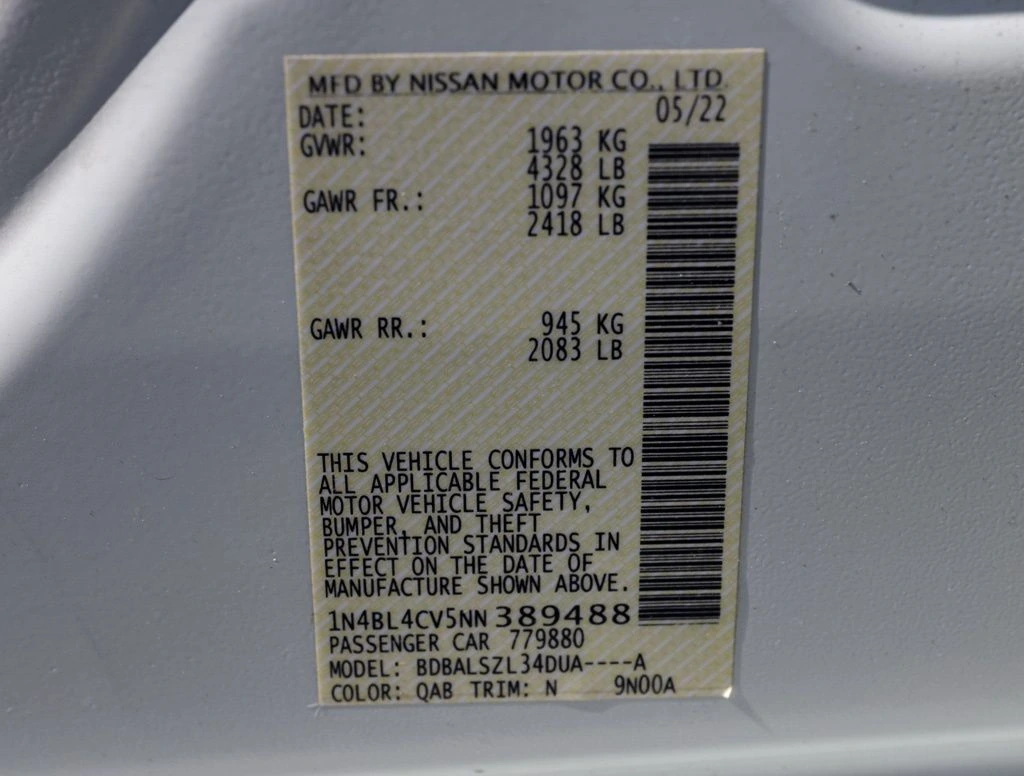 MFD BY NISSAN MOTOR CO., LTD.
DATE: 05/22
GVWR: 1963 KG
4328 LB
GAWR FR.: 1097 KG
2418 LB
GAWR RR.: 945 KG
2083 LB
THIS VEHICLE CONFORMS TO
ALL APPLICABLE FEDERAL
MOTOR VEHICLE SAFETY,
BUMPER, AND THEFT
PREVENTION STANDARDS IN
EFFECT ON THE DATE OF
MANUFACTURE SHOWN ABOVE.
1N4BL4CV5NN389488
PASSENGER CAR 779880
MODEL: BDBALSZL34DUA----A
COLOR: QAB TRIM: N 9N00A